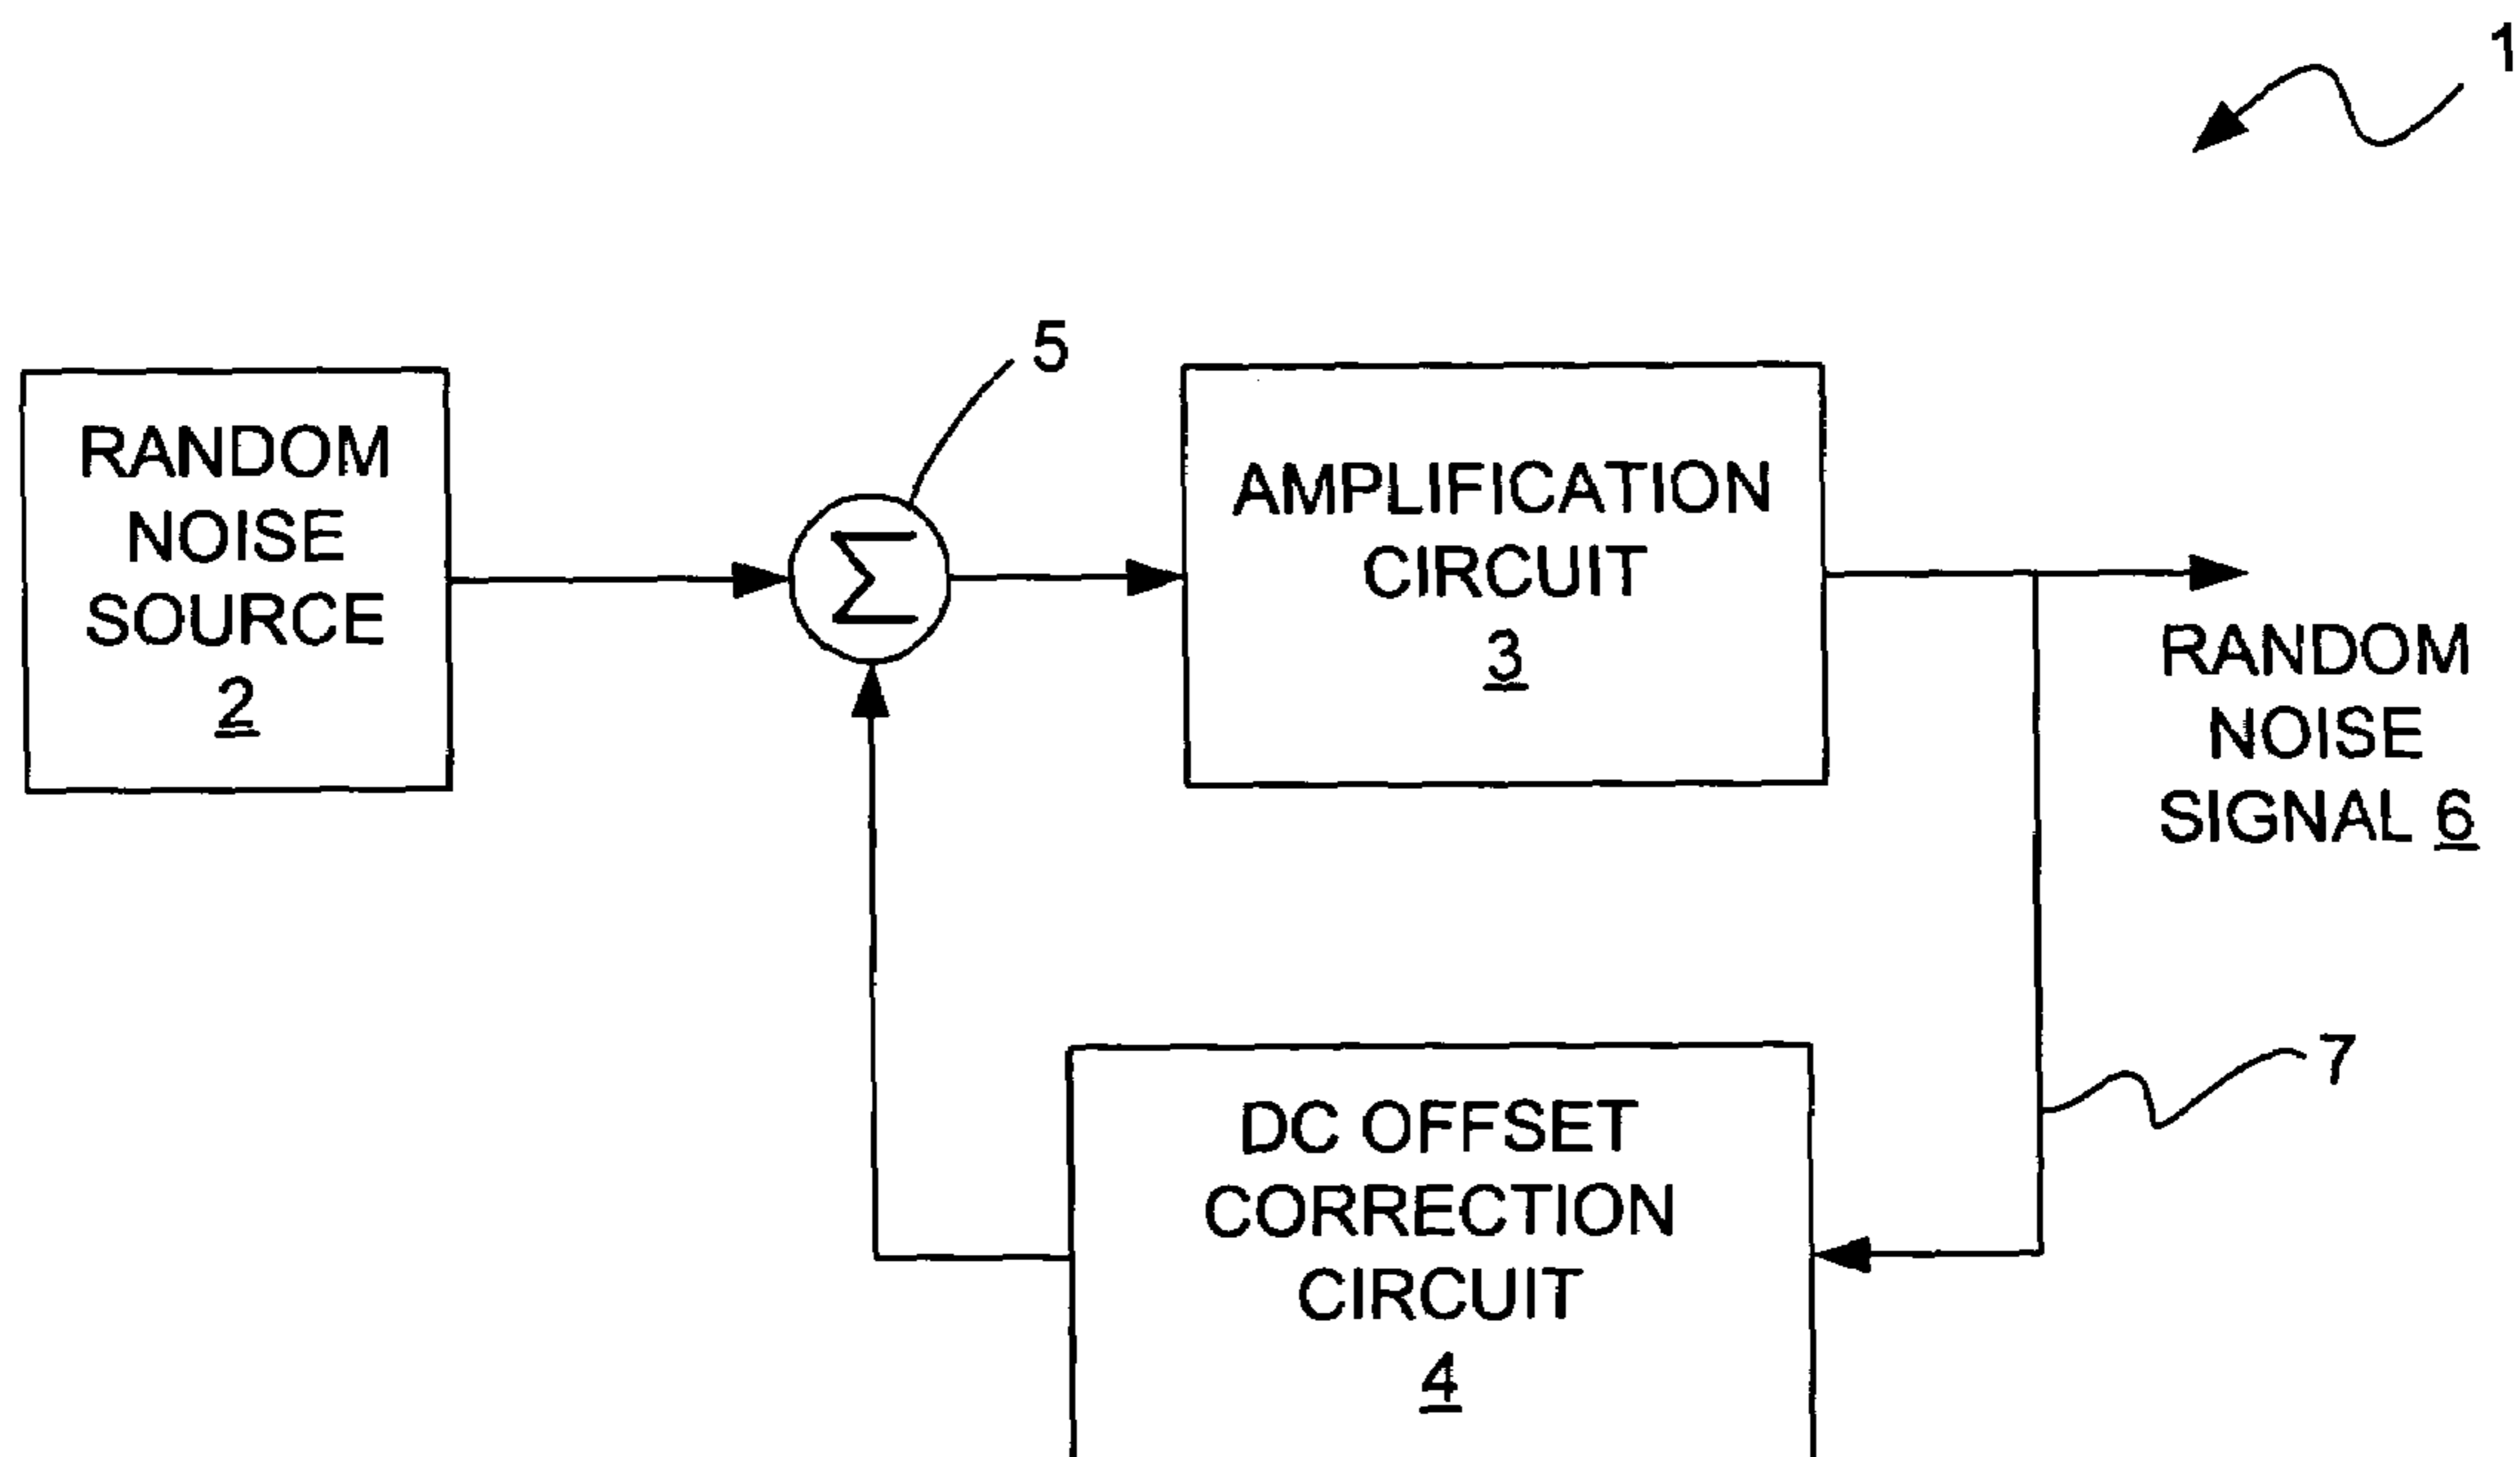 1
5
RANDOM
NOISE
SOURCE
2
Σ
AMPLIFICATION
CIRCUIT
3
RANDOM
NOISE
SIGNAL 6
7
DC OFFSET
CORRECTION
CIRCUIT
4